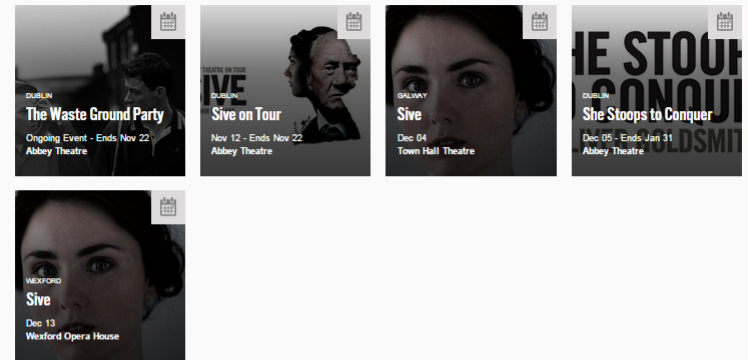 DUBLIN
The Waste Ground Party
Ongoing Event - Ends Nov 22
Abbey Theatre
THEATRE ON TOUR
IVE
DUBLIN
Sive on Tour
Nov 12 - Ends Nov 22
Abbey Theatre
GALWAY
Sive
Dec 04
Town Hall Theatre
HE STOOP
CONQU
OLIVER GOLDSMIT
DUBLIN
She Stoops to Conquer
Dec 05 - Ends Jan 31
Abbey Theatre
WEXFORD
Sive
Dec 13
Wexford Opera House